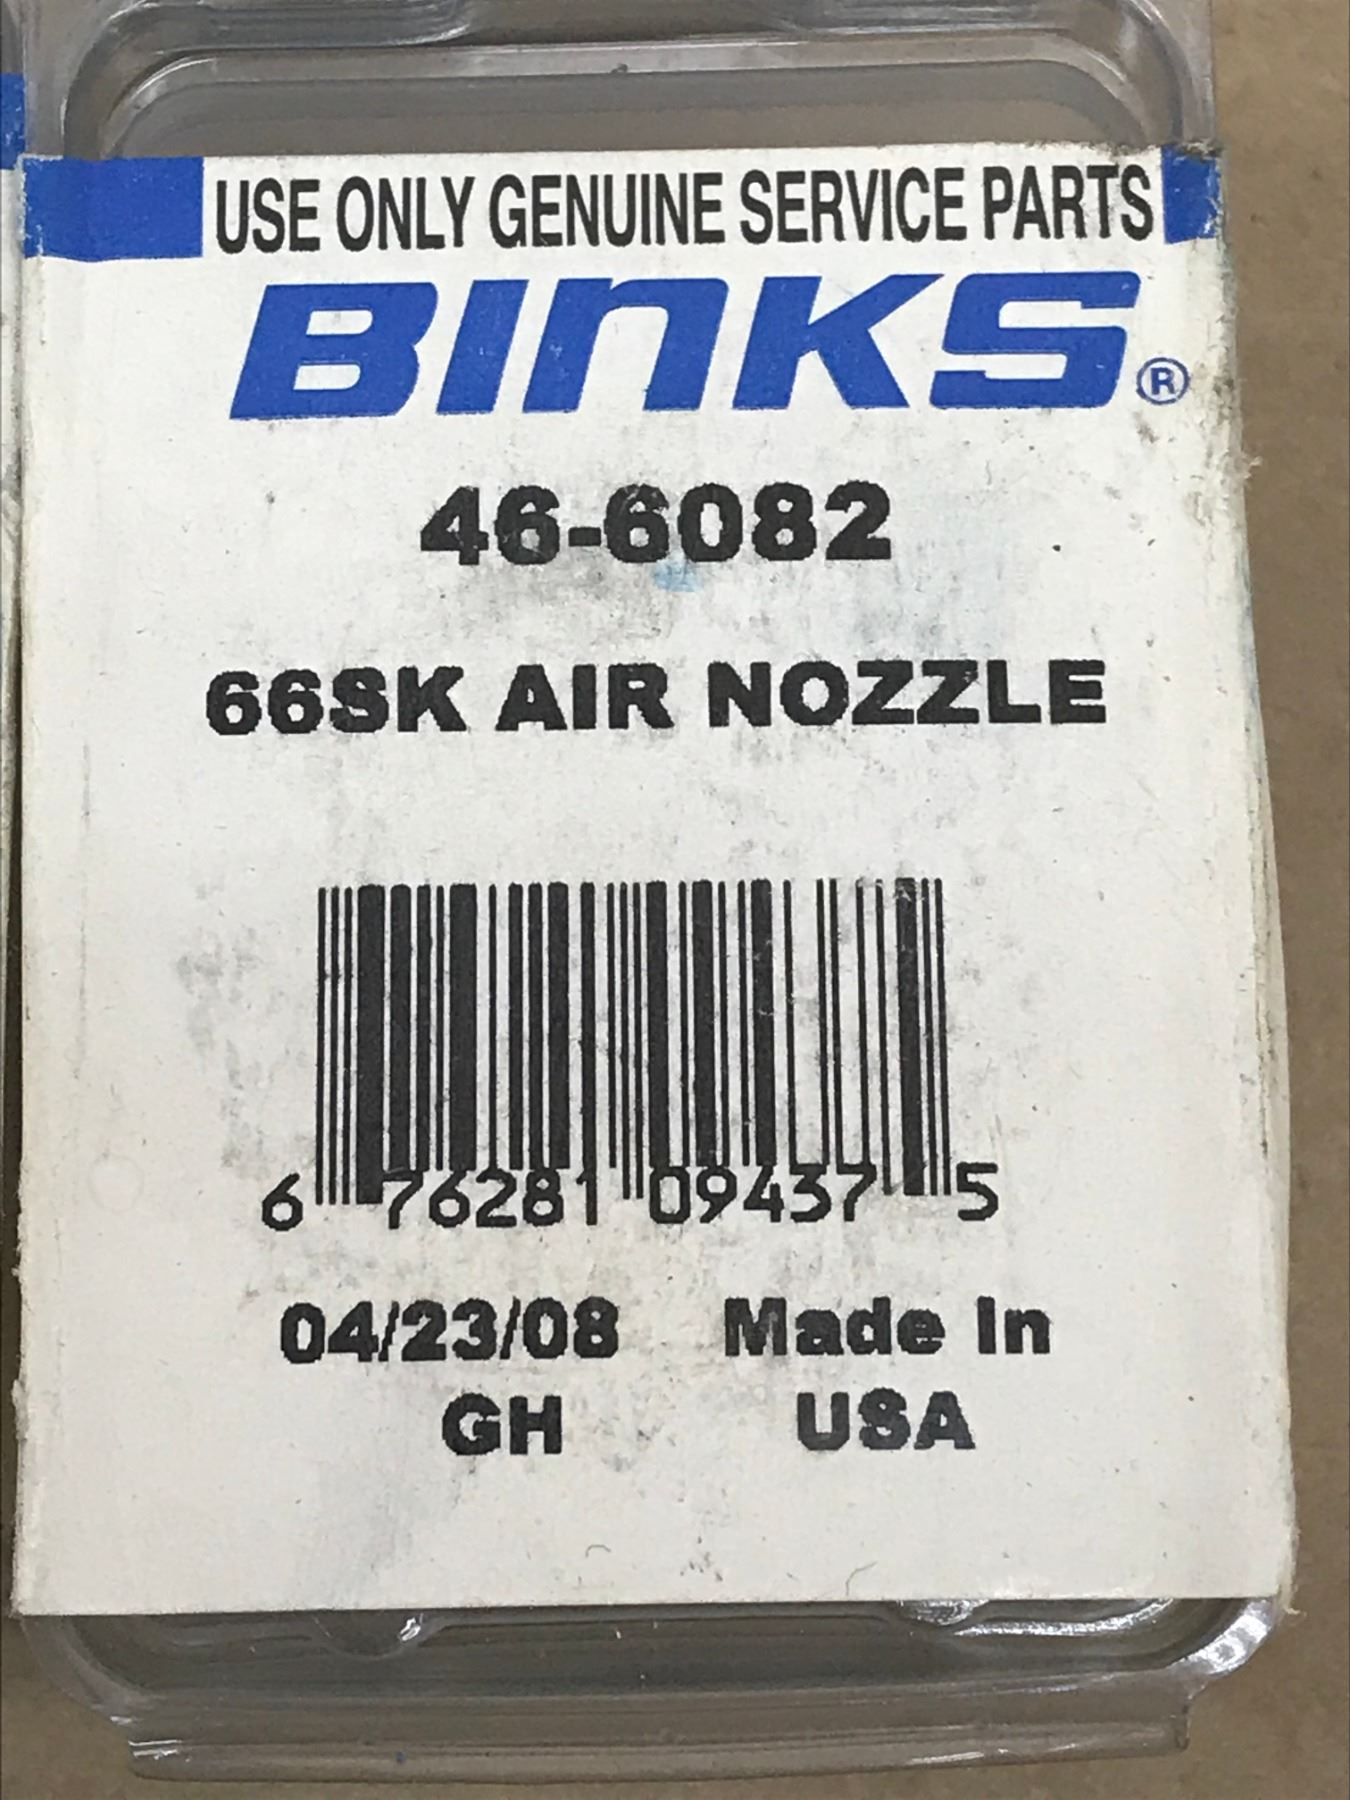 USE ONLY GENUINE SERVICE PARTS
BINKS®
46-6082
66SK AIR NOZZLE
6 76281 09437 5
04/23/08 Made In
GH USA